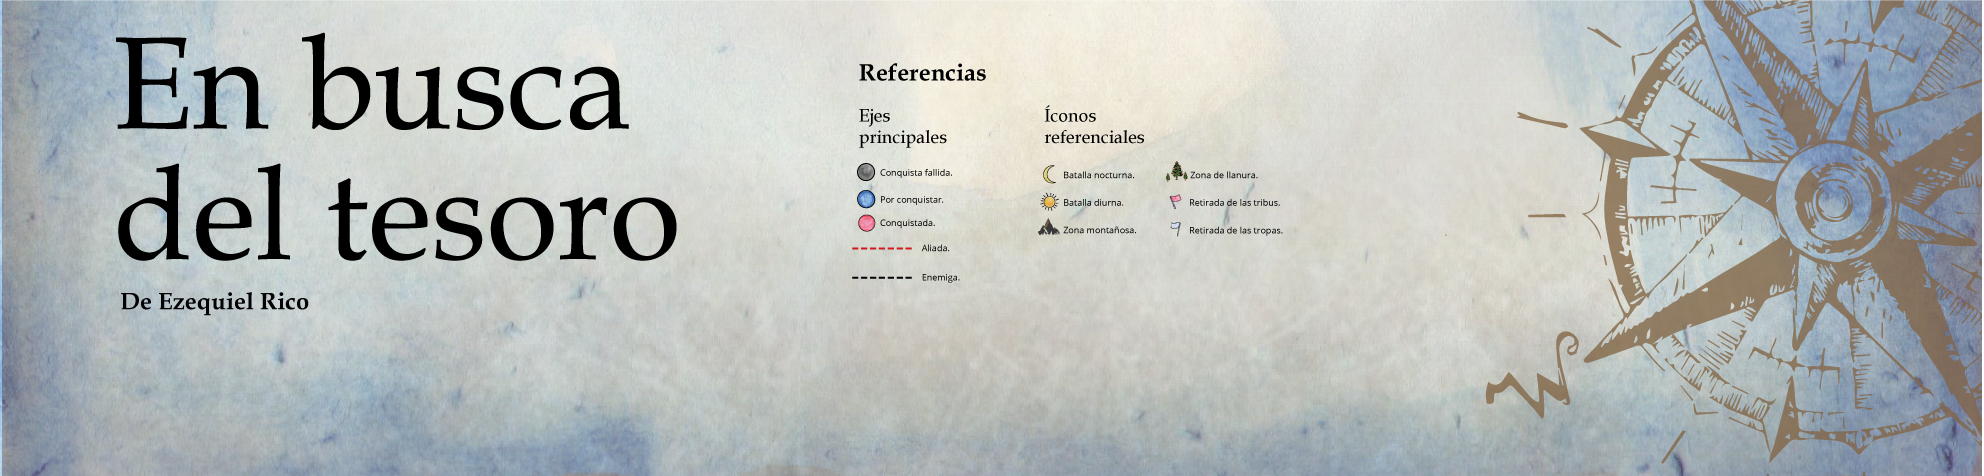 En busca
del tesoro
De Ezequiel Rico
Referencias
Ejes
principales
Conquista fallida.
Por conquistar.
Conquistada.
Aliada.
Enemiga.
Íconos
referenciales
Batalla nocturna.
Batalla diurna.
Zona montañosa.
Zona de llanura.
Retirada de las tribus.
Retirada de las tropas.
W